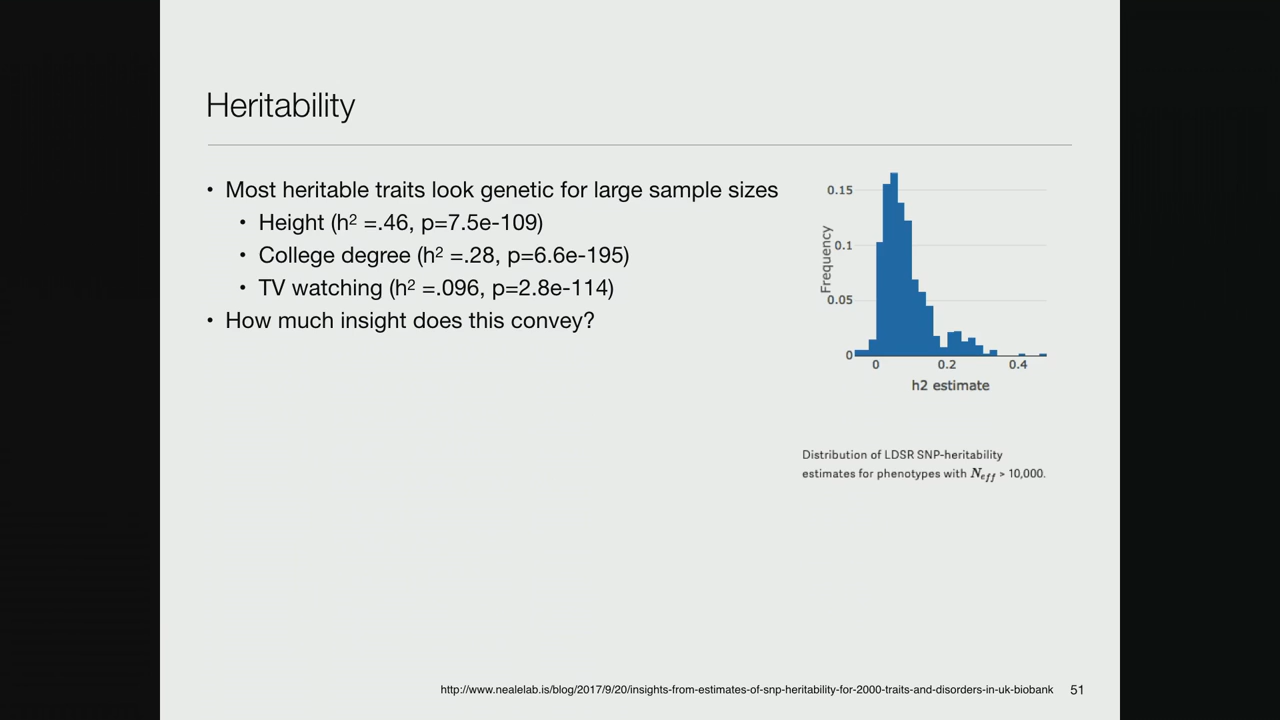 Heritability
• Most heritable traits look genetic for large sample sizes
• Height (h² =.46, p=7.5e-109)
• College degree (h² =.28, p=6.6e-195)
• TV watching (h² =.096, p=2.8e-114)
• How much insight does this convey?
0.15
0.1
0.05
0
Frequency
0 0.2 0.4
h2 estimate
Distribution of LDSR SNP-heritability
estimates for phenotypes with Neff > 10,000.
http://www.nealelab.is/blog/2017/9/20/insights-from-estimates-of-snp-heritability-for-2000-traits-and-disorders-in-uk-biobank 51